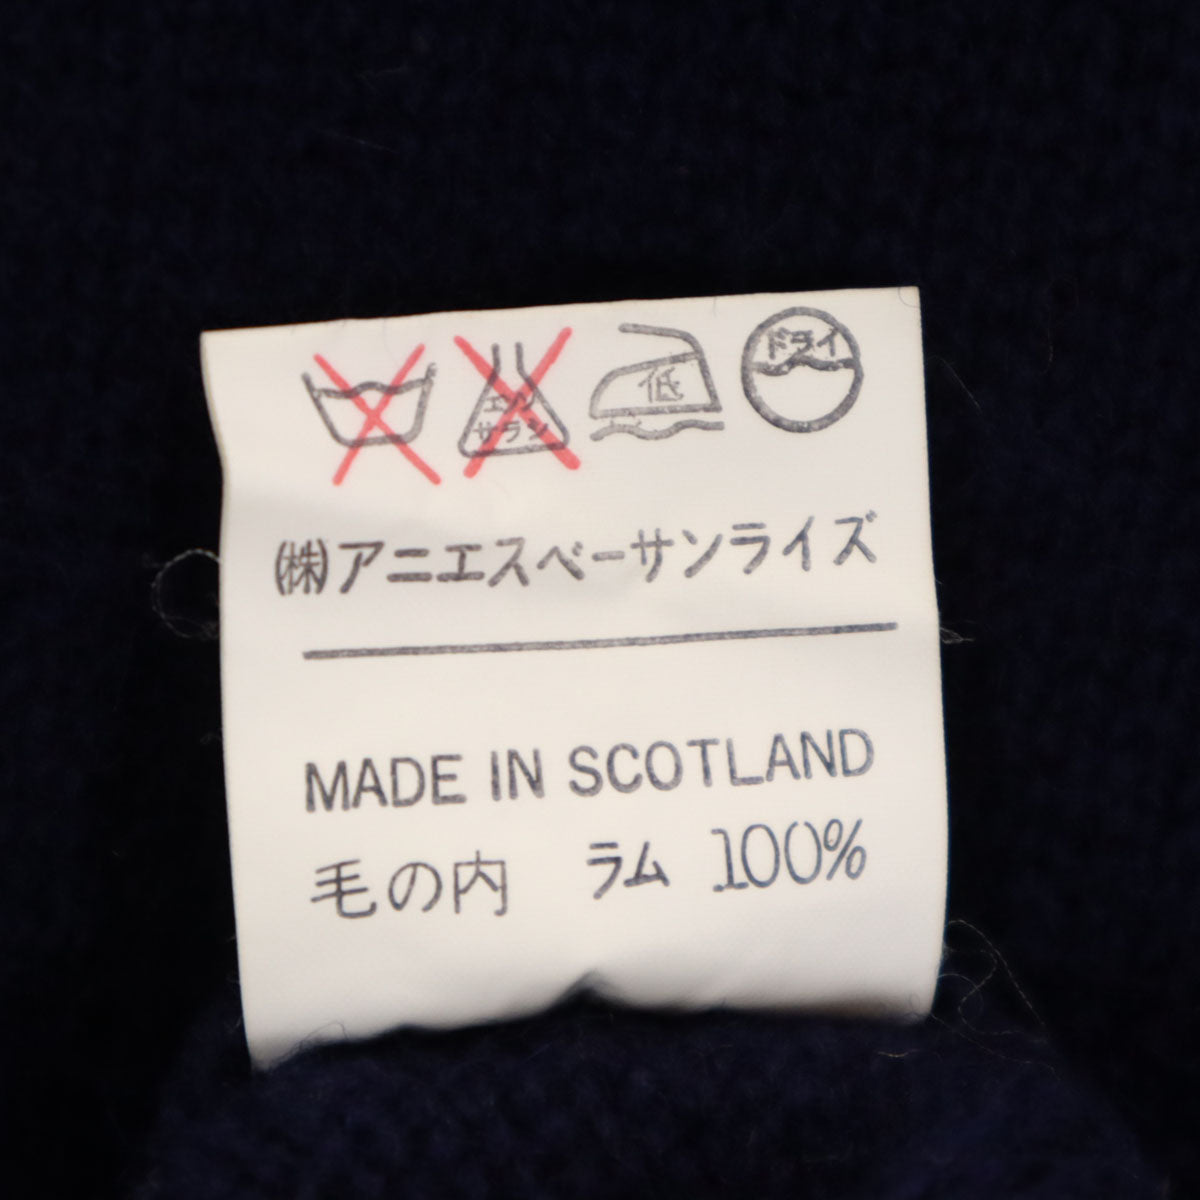 エンソ サラシ 低 ドライ
㈱アニエスベーサンライズ
MADE IN SCOTLAND
毛の内 ラム 100%